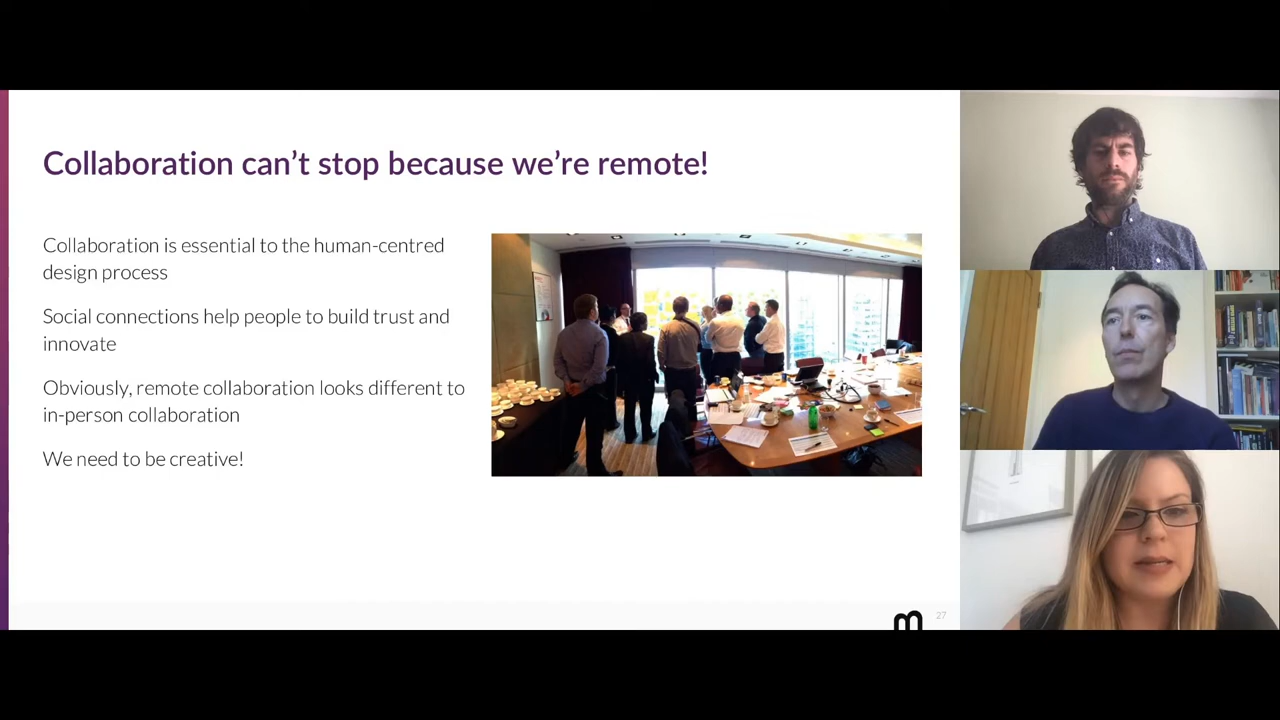 Collaboration can’t stop because we’re remote!
Collaboration is essential to the human-centred
design process
Social connections help people to build trust and
innovate
Obviously, remote collaboration looks different to
in-person collaboration
We need to be creative!
m
27